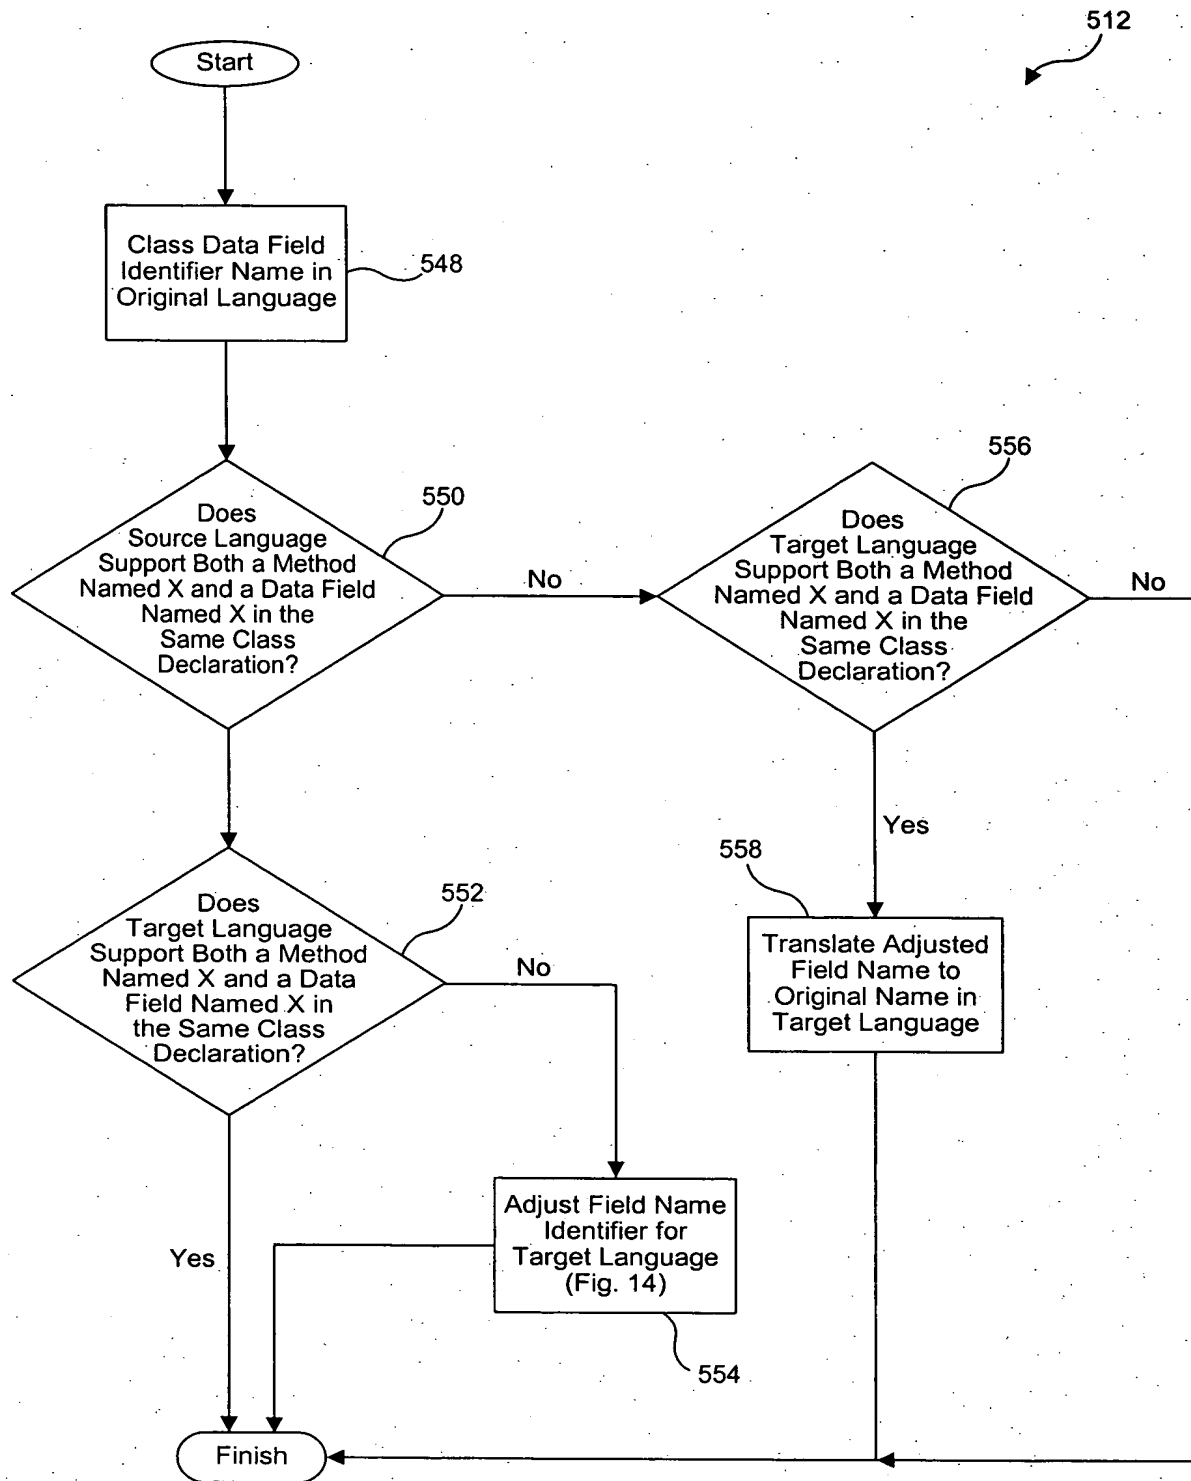 512
Start
Class Data Field
Identifier Name in
Original Language
548
Does
Source Language
Support Both a Method
Named X and a Data Field
Named X in the
Same Class
Declaration?
550
No
556
Does
Target Language
Support Both a Method
Named X and a Data Field
Named X in the
Same Class
Declaration?
No
Does
Target Language
Support Both a Method
Named X and a Data
Field Named X in
the Same Class
Declaration?
552
No
Yes
558
Translate Adjusted
Field Name to
Original Name in
Target Language
Adjust Field Name
Identifier for
Target Language
(Fig. 14)
554
Yes
Finish